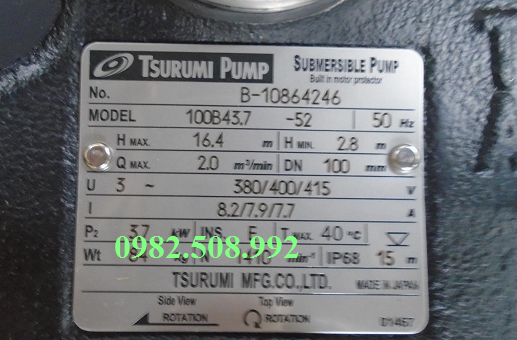 TSURUMI PUMP SUBMERSIBLE PUMP
Built in motor protector
No. B-10864246
MODEL 100B43.7 -52 50 Hz
H MAX. 16.4 m H MIN. 2.8 m
Q MAX. 2.0 m³/min DN 100 mm
U 3 ~ 380/400/415 V
I 8.2/7.9/7.7 A
P₂ 3.7 kW INS. E T MAX. 40 °C
0982.508.992
Wt min⁻¹ IP68 15 m
TSURUMI MFG.CO.,LTD. MADE IN JAPAN
Side View Top View
ROTATION ROTATION
D1467